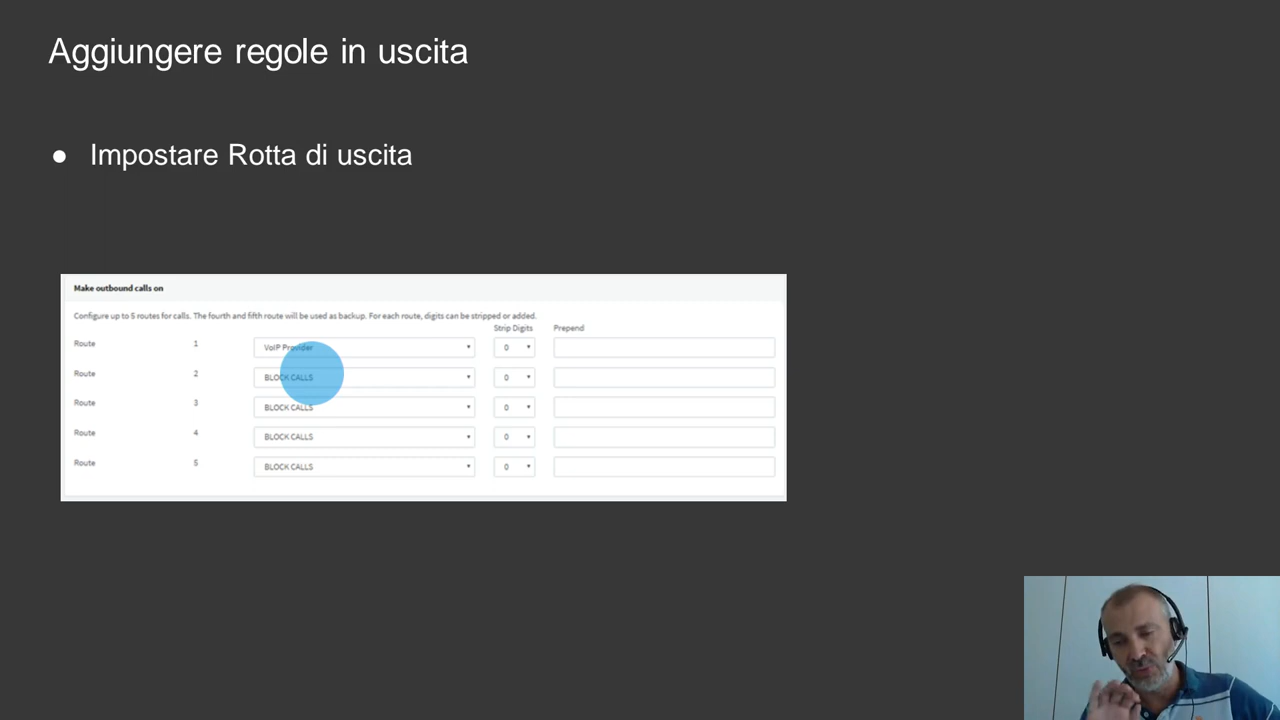 Aggiungere regole in uscita
● Impostare Rotta di uscita
Make outbound calls on
Configure up to 5 routes for calls. The fourth and fifth route will be used as backup. For each route, digits can be stripped or added.
Strip Digits Prepend
Route 1 VoIP Provider 0
Route 2 BLOCK CALLS 0
Route 3 BLOCK CALLS 0
Route 4 BLOCK CALLS 0
Route 5 BLOCK CALLS 0